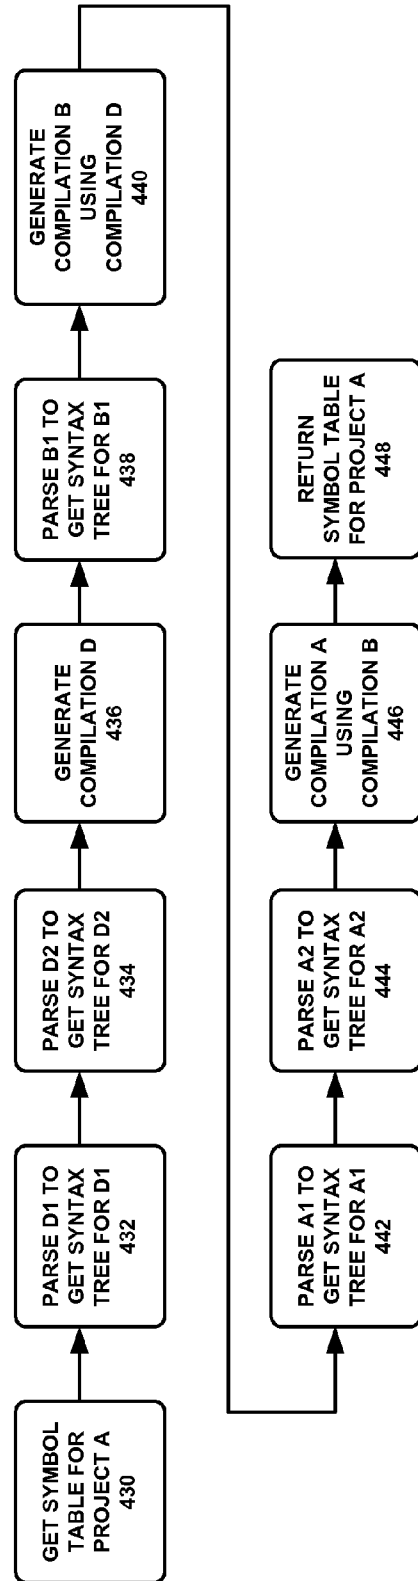 GET SYMBOL
TABLE FOR
PROJECT A
430
PARSE D1 TO
GET SYNTAX
TREE FOR D1
432
PARSE D2 TO
GET SYNTAX
TREE FOR D2
434
GENERATE
COMPILATION D
436
PARSE B1 TO
GET SYNTAX
TREE FOR B1
438
GENERATE
COMPILATION B
USING
COMPILATION D
440
PARSE A1 TO
GET SYNTAX
TREE FOR A1
442
PARSE A2 TO
GET SYNTAX
TREE FOR A2
444
GENERATE
COMPILATION A
USING
COMPILATION B
446
RETURN
SYMBOL TABLE
FOR PROJECT A
448